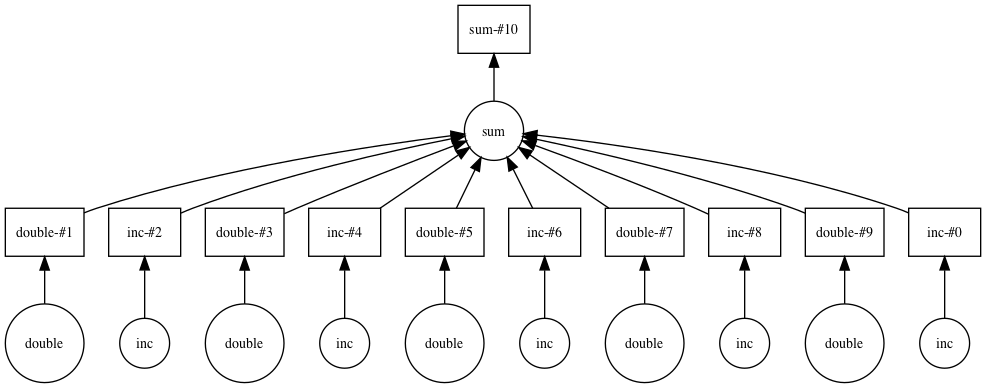 sum-#10
sum
double-#1
inc-#2
double-#3
inc-#4
double-#5
inc-#6
double-#7
inc-#8
double-#9
inc-#0
double
inc
double
inc
double
inc
double
inc
double
inc